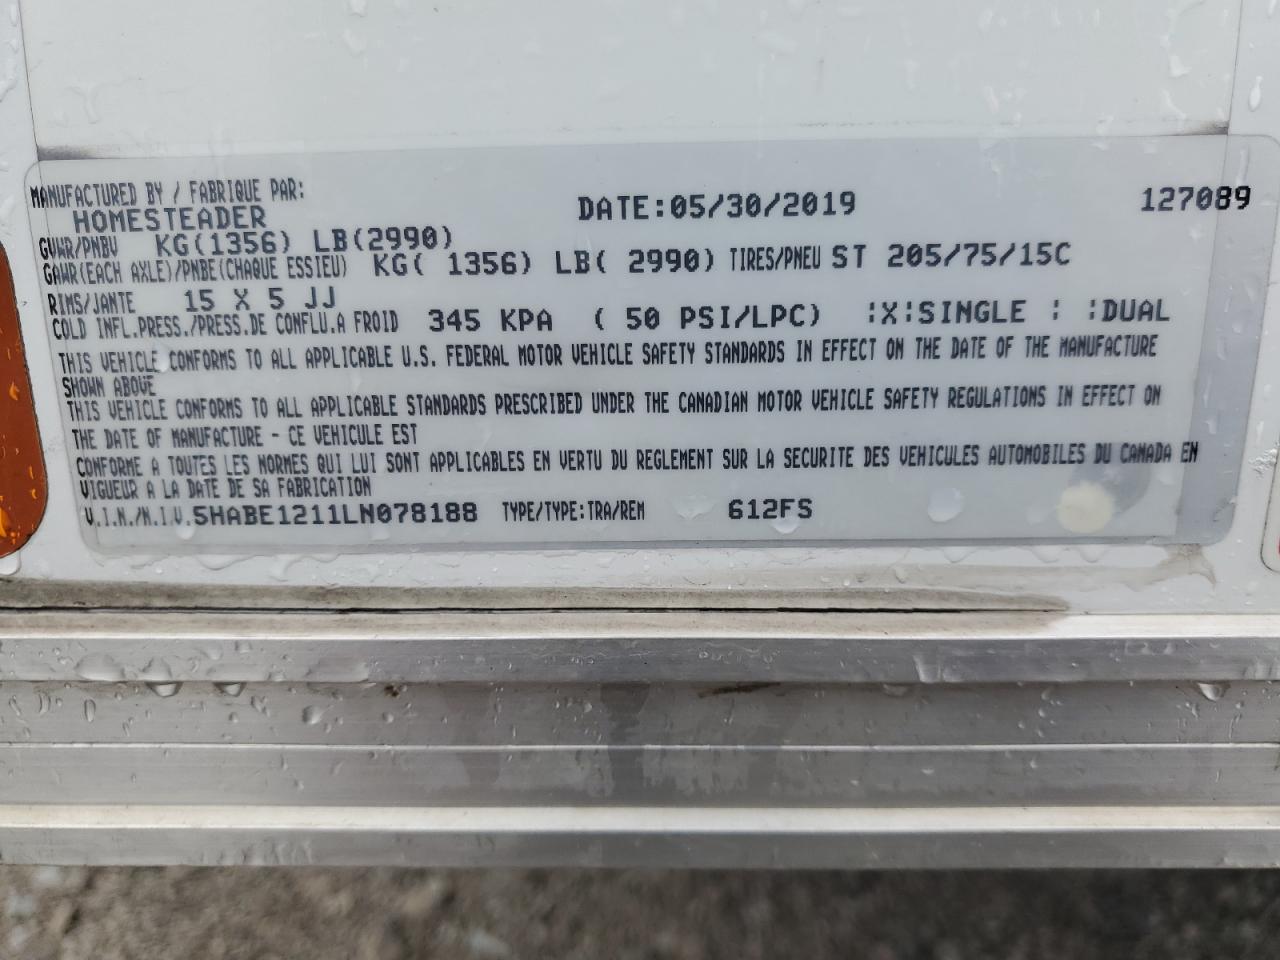 MANUFACTURED BY / FABRIQUE PAR:
HOMESTEADER DATE:05/30/2019 127089
GVWR/PNBV KG(1356) LB(2990)
GAWR(EACH AXLE)/PNBE(CHAQUE ESSIEU) KG( 1356) LB( 2990) TIRES/PNEU ST 205/75/15C
RIMS/JANTE 15 X 5 JJ
COLD INFL.PRESS./PRESS.DE CONFLU.A FROID 345 KPA ( 50 PSI/LPC) :X:SINGLE : :DUAL
THIS VEHICLE CONFORMS TO ALL APPLICABLE U.S. FEDERAL MOTOR VEHICLE SAFETY STANDARDS IN EFFECT ON THE DATE OF THE MANUFACTURE
SHOWN ABOVE
THIS VEHICLE CONFORMS TO ALL APPLICABLE STANDARDS PRESCRIBED UNDER THE CANADIAN MOTOR VEHICLE SAFETY REGULATIONS IN EFFECT ON
THE DATE OF MANUFACTURE - CE VEHICULE EST
CONFORME A TOUTES LES NORMES QUI LUI SONT APPLICABLES EN VERTU DU REGLEMENT SUR LA SECURITE DES VEHICULES AUTOMOBILES DU CANADA EN
VIGUEUR A LA DATE DE SA FABRICATION
V.I.N./N.I.V.5HABE1211LN078188 TYPE/TYPE:TRA/REM 612FS